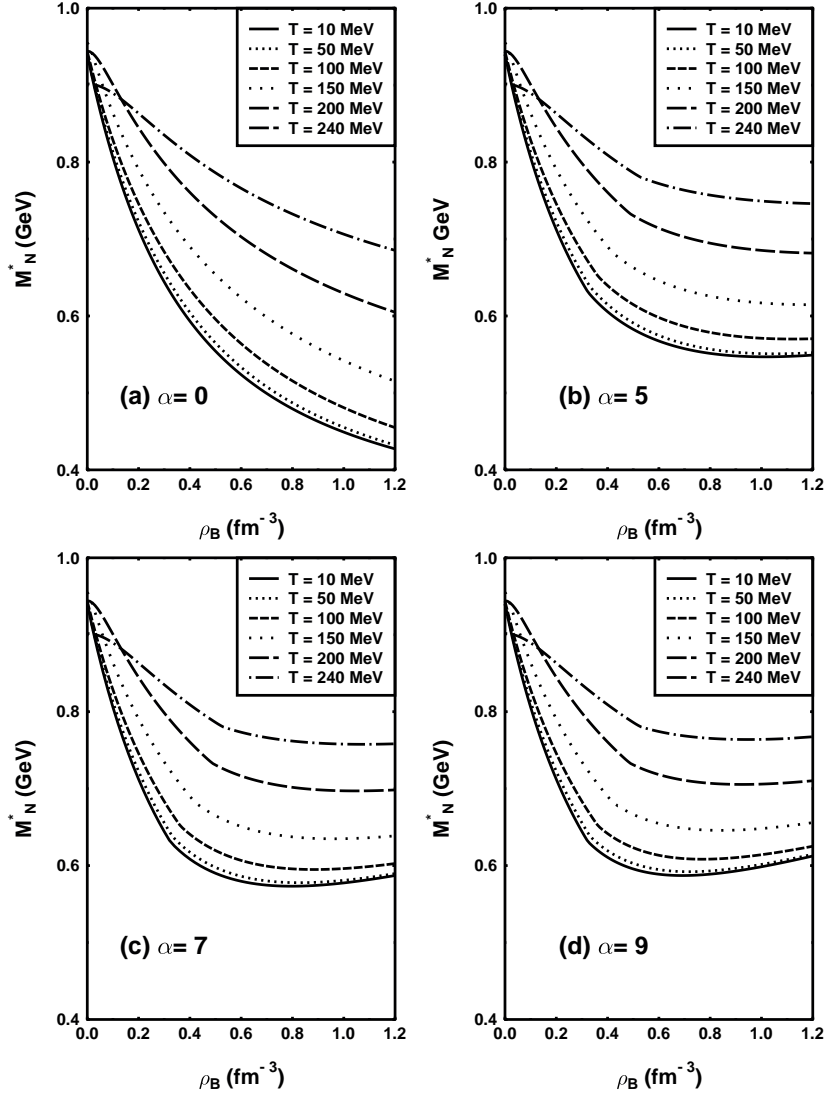 1.0
0.8
0.6
0.4
M*N (GeV)
T = 10 MeV
T = 50 MeV
T = 100 MeV
T = 150 MeV
T = 200 MeV
T = 240 MeV
(a) α= 0
0.0 0.2 0.4 0.6 0.8 1.0 1.2
ρB (fm-3)
1.0
0.8
0.6
0.4
M*N GeV
T = 10 MeV
T = 50 MeV
T = 100 MeV
T = 150 MeV
T = 200 MeV
T = 240 MeV
(b) α= 5
0.0 0.2 0.4 0.6 0.8 1.0 1.2
ρB (fm-3)
1.0
0.8
0.6
0.4
M*N (GeV)
T = 10 MeV
T = 50 MeV
T = 100 MeV
T = 150 MeV
T = 200 MeV
T = 240 MeV
(c) α= 7
0.0 0.2 0.4 0.6 0.8 1.0 1.2
ρB (fm-3)
1.0
0.8
0.6
0.4
M*N (GeV)
T = 10 MeV
T = 50 MeV
T = 100 MeV
T = 150 MeV
T = 200 MeV
T = 240 MeV
(d) α= 9
0.0 0.2 0.4 0.6 0.8 1.0 1.2
ρB (fm-3)